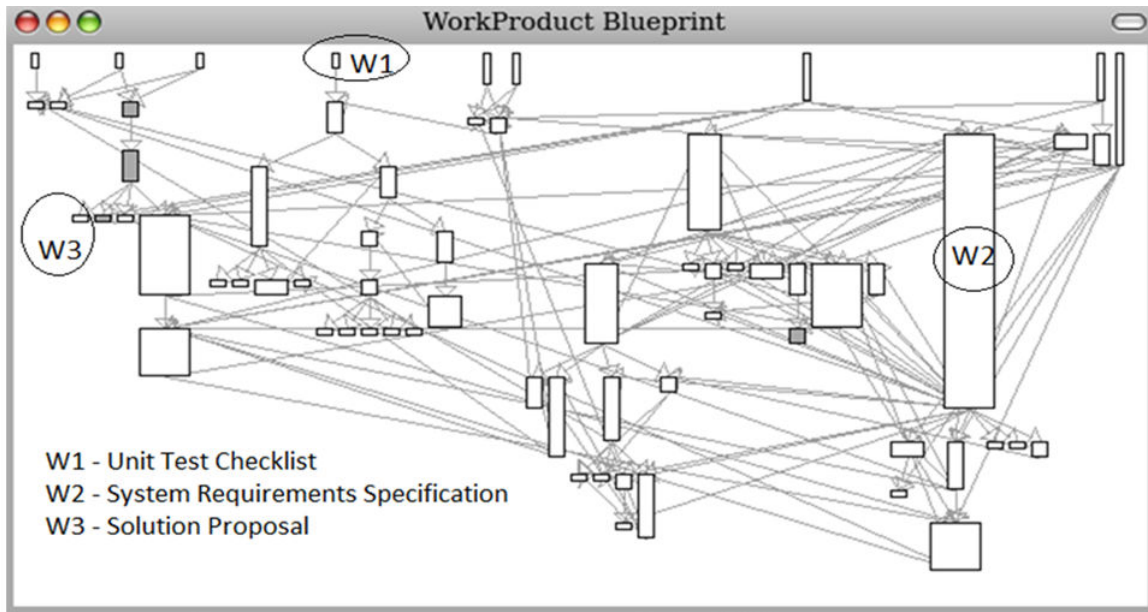 WorkProduct Blueprint
W1
W3
W2
W1 - Unit Test Checklist
W2 - System Requirements Specification
W3 - Solution Proposal